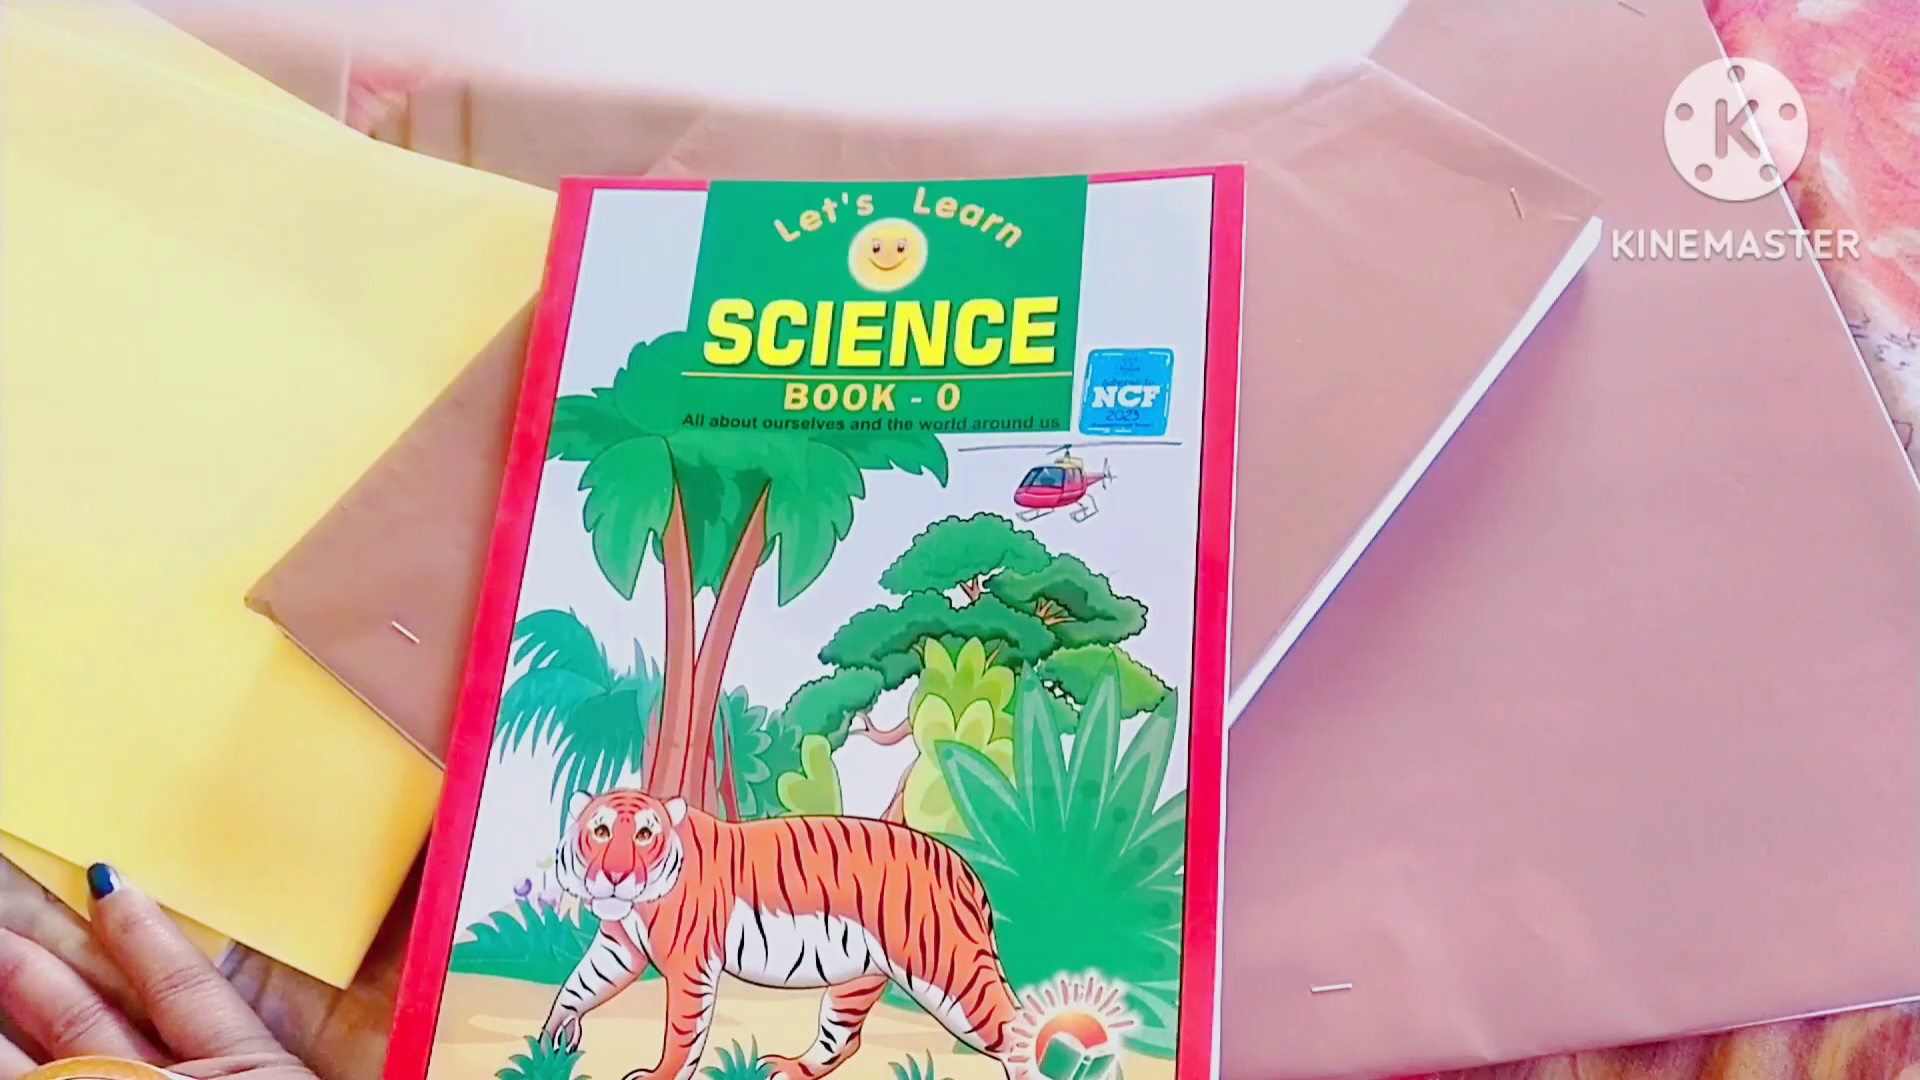 Let's Learn
SCIENCE
BOOK - 0
All about ourselves and the world around us
NCF
2023
K
KINEMASTER